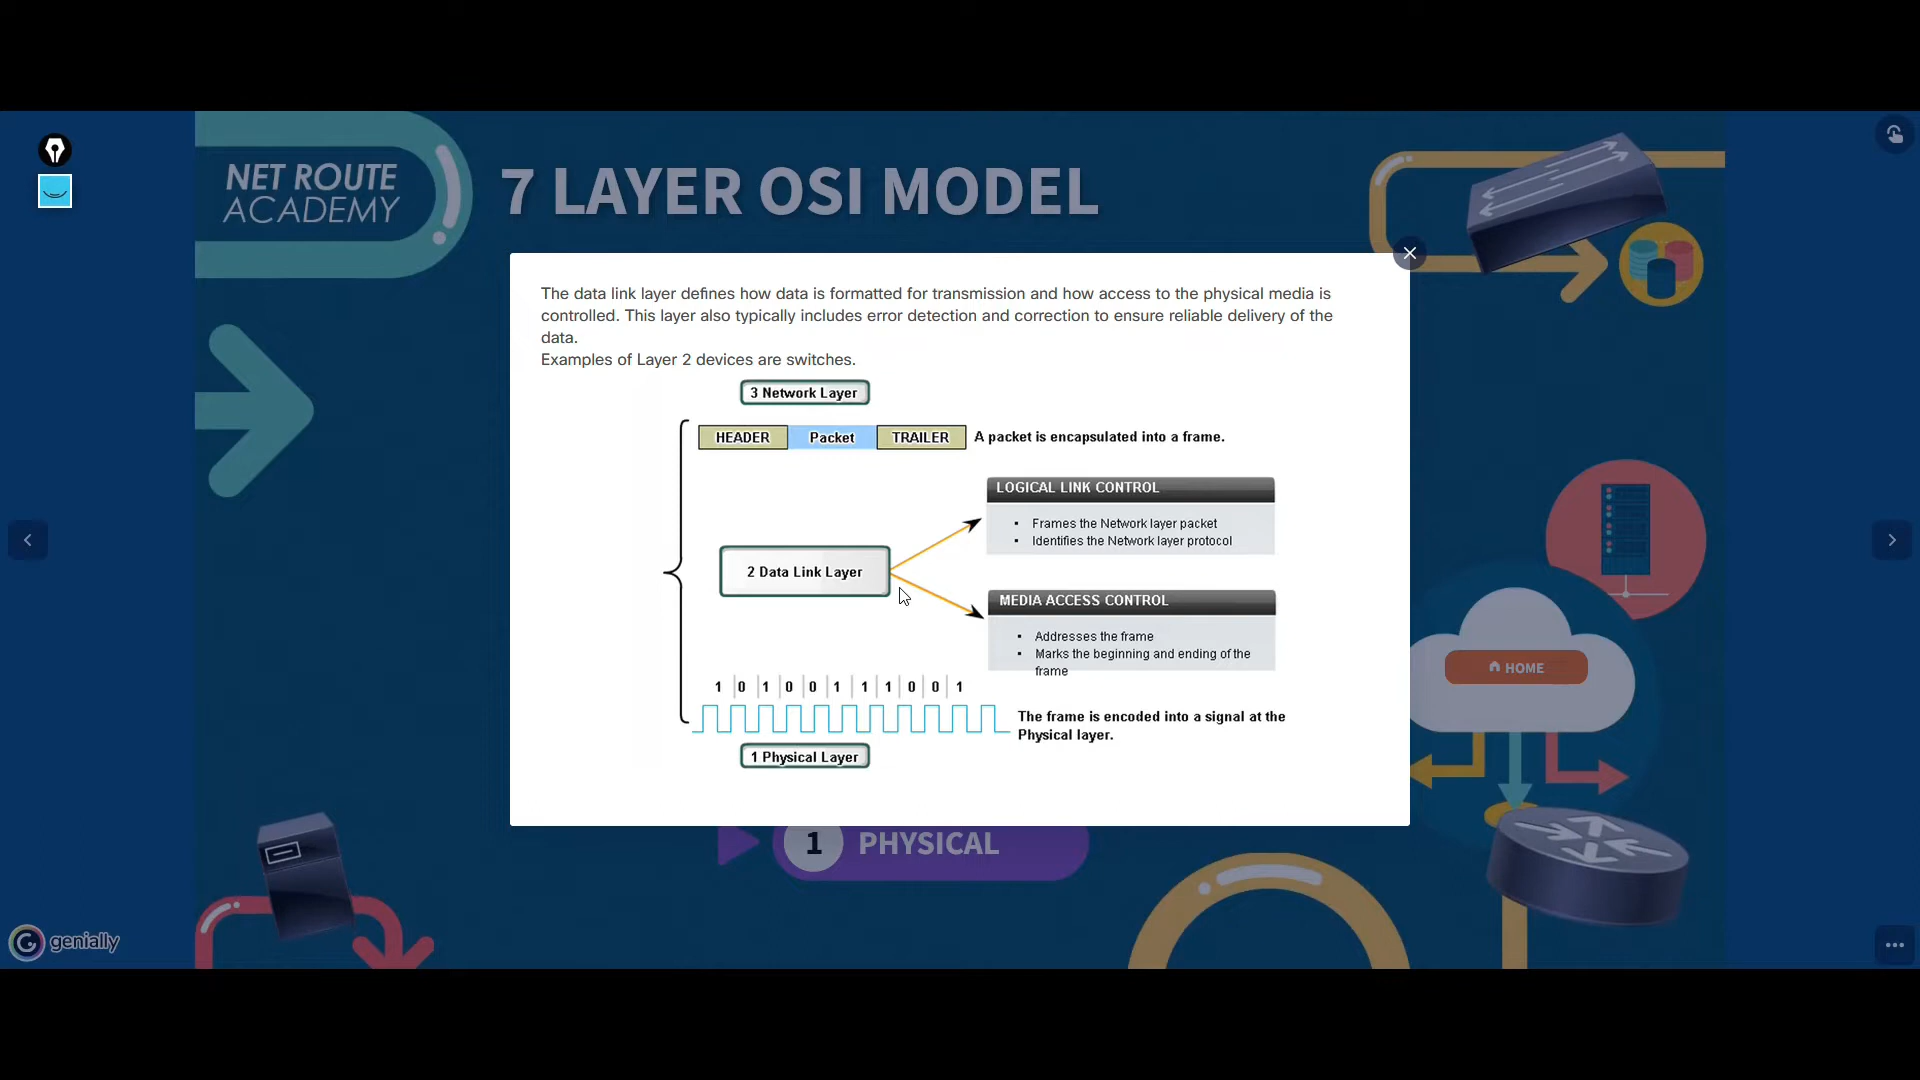 NET ROUTE
ACADEMY
7 LAYER OSI MODEL
The data link layer defines how data is formatted for transmission and how access to the physical media is
controlled. This layer also typically includes error detection and correction to ensure reliable delivery of the
data.
Examples of Layer 2 devices are switches.
3 Network Layer
HEADER Packet TRAILER A packet is encapsulated into a frame.
LOGICAL LINK CONTROL
▪ Frames the Network layer packet
▪ Identifies the Network layer protocol
2 Data Link Layer
MEDIA ACCESS CONTROL
▪ Addresses the frame
▪ Marks the beginning and ending of the
frame
1 0 1 0 0 1 1 1 0 0 1
The frame is encoded into a signal at the
Physical layer.
1 Physical Layer
HOME
1 PHYSICAL
genially